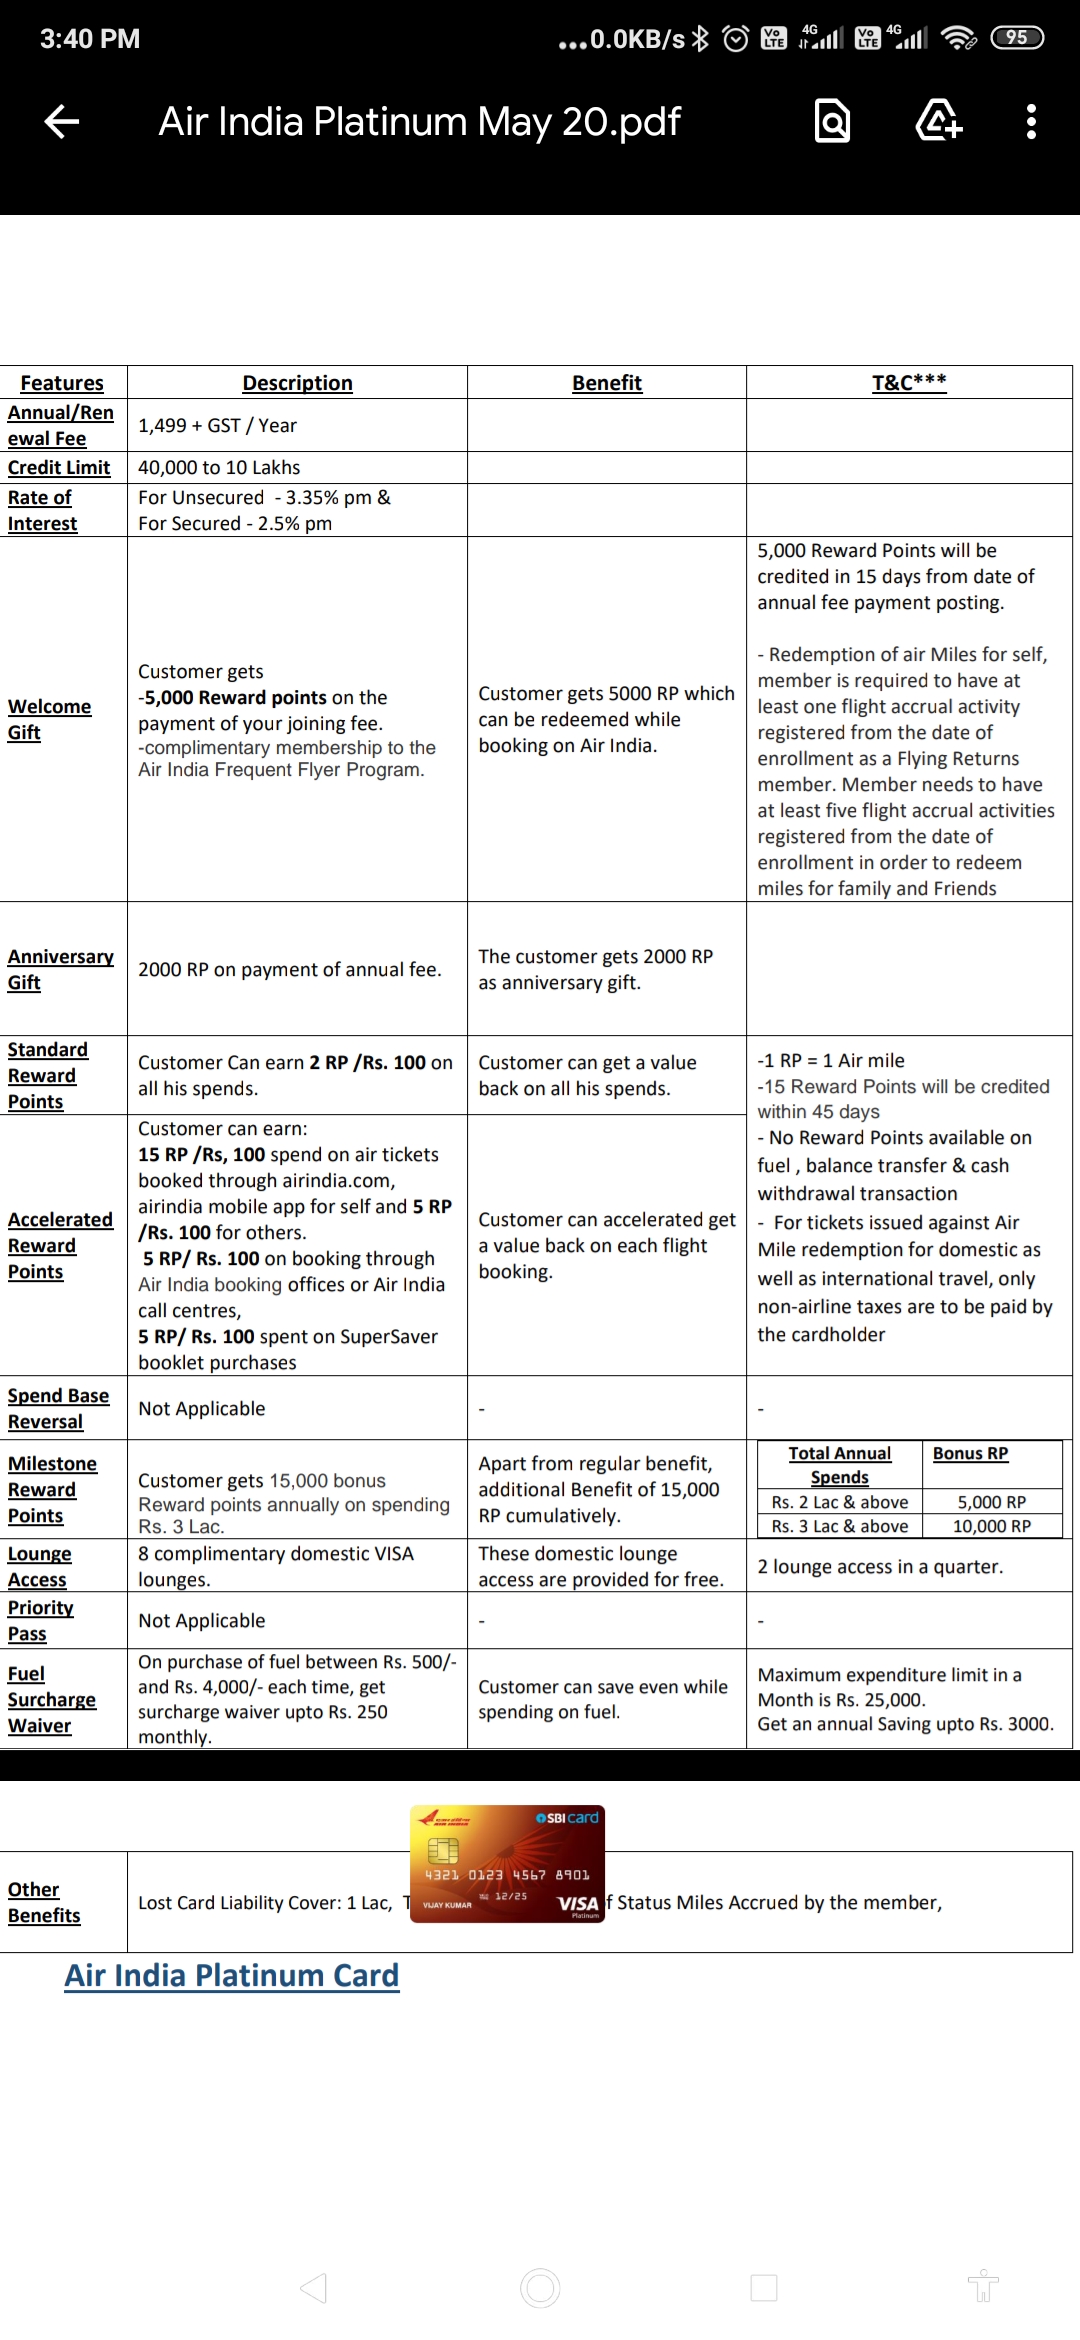 3:40 PM
...0.0KB/s
Vo LTE
4G
Vo LTE
4G
95
Air India Platinum May 20.pdf
Features
Description
Benefit
T&C***
Annual/Ren
ewal Fee
1,499 + GST / Year
Credit Limit
40,000 to 10 Lakhs
Rate of
Interest
For Unsecured - 3.35% pm &
For Secured - 2.5% pm
Welcome
Gift
Customer gets
-5,000 Reward points on the
payment of your joining fee.
-complimentary membership to the
Air India Frequent Flyer Program.
Customer gets 5000 RP which
can be redeemed while
booking on Air India.
5,000 Reward Points will be
credited in 15 days from date of
annual fee payment posting.
- Redemption of air Miles for self,
member is required to have at
least one flight accrual activity
registered from the date of
enrollment as a Flying Returns
member. Member needs to have
at least five flight accrual activities
registered from the date of
enrollment in order to redeem
miles for family and Friends
Anniversary
Gift
2000 RP on payment of annual fee.
The customer gets 2000 RP
as anniversary gift.
Standard
Reward
Points
Customer Can earn 2 RP /Rs. 100 on
all his spends.
Customer can get a value
back on all his spends.
-1 RP = 1 Air mile
-15 Reward Points will be credited
within 45 days
- No Reward Points available on
fuel , balance transfer & cash
withdrawal transaction
- For tickets issued against Air
Mile redemption for domestic as
well as international travel, only
non-airline taxes are to be paid by
the cardholder
Accelerated
Reward
Points
Customer can earn:
15 RP /Rs, 100 spend on air tickets
booked through airindia.com,
airindia mobile app for self and 5 RP
/Rs. 100 for others.
5 RP/ Rs. 100 on booking through
Air India booking offices or Air India
call centres,
5 RP/ Rs. 100 spent on SuperSaver
booklet purchases
Customer can accelerated get
a value back on each flight
booking.
Spend Base
Reversal
Not Applicable
-
-
Milestone
Reward
Points
Customer gets 15,000 bonus
Reward points annually on spending
Rs. 3 Lac.
Apart from regular benefit,
additional Benefit of 15,000
RP cumulatively.
Total Annual
Spends
Bonus RP
Rs. 2 Lac & above
5,000 RP
Rs. 3 Lac & above
10,000 RP
Lounge
Access
8 complimentary domestic VISA
lounges.
These domestic lounge
access are provided for free.
2 lounge access in a quarter.
Priority
Pass
Not Applicable
-
-
Fuel
Surcharge
Waiver
On purchase of fuel between Rs. 500/-
and Rs. 4,000/- each time, get
surcharge waiver upto Rs. 250
monthly.
Customer can save even while
spending on fuel.
Maximum expenditure limit in a
Month is Rs. 25,000.
Get an annual Saving upto Rs. 3000.
AIR INDIA
SBI card
4321 0123 4567 8901
12/25
VIJAY KUMAR
VISA
Platinum
Other
Benefits
Lost Card Liability Cover: 1 Lac, T
f Status Miles Accrued by the member,
Air India Platinum Card